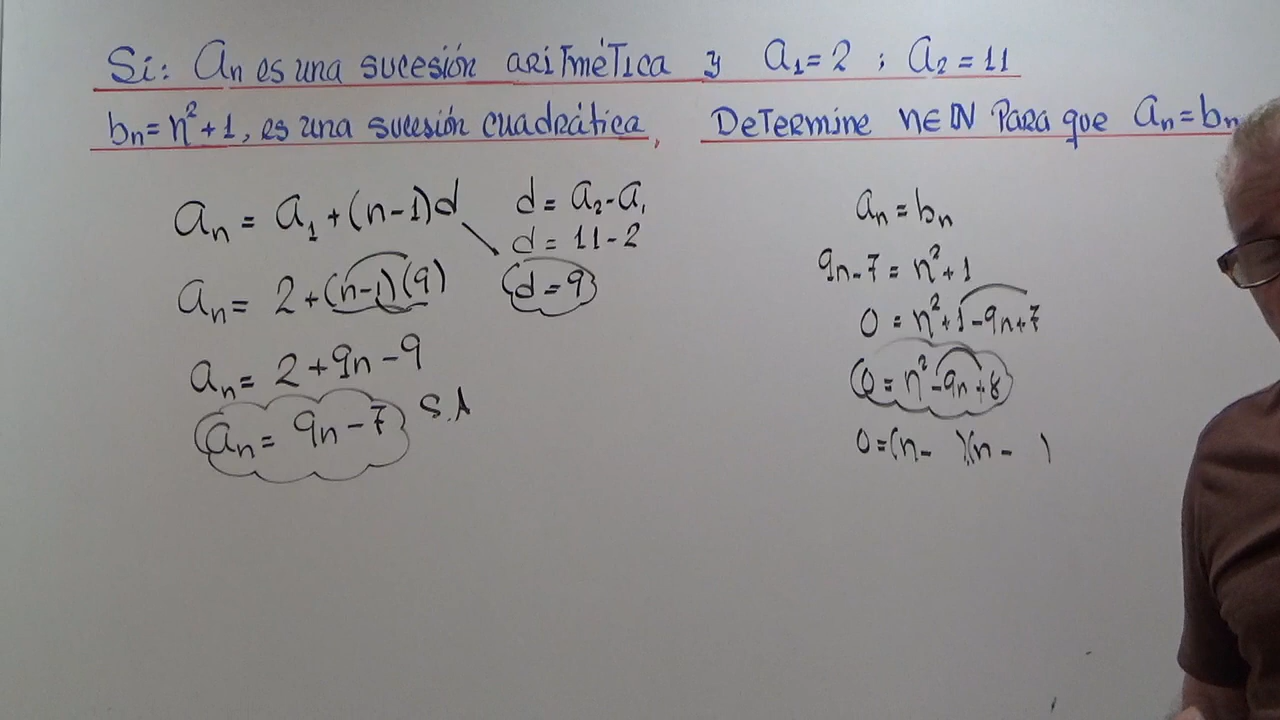 Si: an es una sucesión aritmética y a1 = 2 ; a2 = 11
bn = n² + 1, es una sucesión cuadrática, Determine n∈ℕ Para que an = bn
an = a1 + (n-1)d
an = 2 + (n-1)(9)
an = 2 + 9n - 9
an = 9n - 7 S.A
d = a2 - a1
d = 11 - 2
d = 9
an = bn
9n - 7 = n² + 1
0 = n² + 1 - 9n + 7
0 = n² - 9n + 8
0 = (n - )(n - )